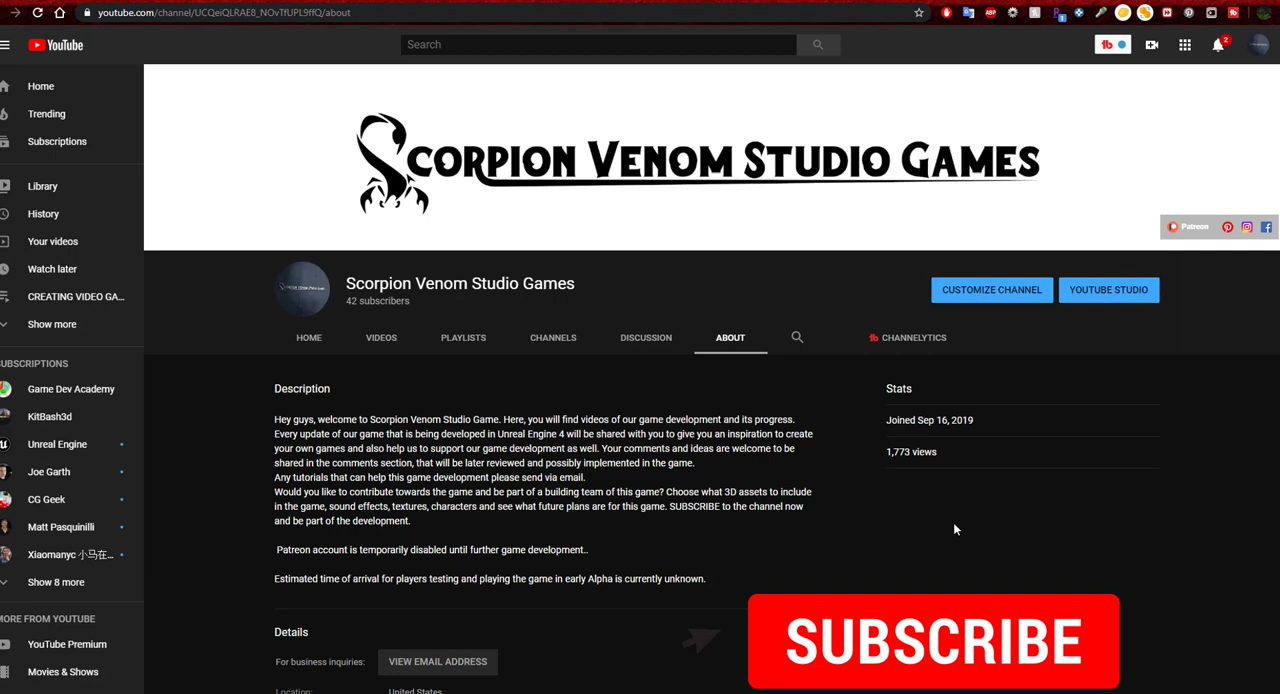 youtube.com/channel/UCQeiQLRAE8_NOvTfUPL9ffQ/about
YouTube
Search
2
Home
Trending
Subscriptions
Library
History
Your videos
Watch later
CREATING VIDEO GA...
Show more
SUBSCRIPTIONS
Game Dev Academy
KitBash3d
Unreal Engine
Joe Garth
CG Geek
Matt Pasquinilli
Xiaomanyc 小马在...
Show 8 more
MORE FROM YOUTUBE
YouTube Premium
Movies & Shows
SCORPION VENOM STUDIO GAMES
Patreon
Scorpion Venom Studio Games
42 subscribers
CUSTOMIZE CHANNEL
YOUTUBE STUDIO
HOME
VIDEOS
PLAYLISTS
CHANNELS
DISCUSSION
ABOUT
CHANNELYTICS
Description
Hey guys, welcome to Scorpion Venom Studio Game. Here, you will find videos of our game development and its progress.
Every update of our game that is being developed in Unreal Engine 4 will be shared with you to give you an inspiration to create
your own games and also help us to support our game development as well. Your comments and ideas are welcome to be
shared in the comments section, that will be later reviewed and possibly implemented in the game.
Any tutorials that can help this game development please send via email.
Would you like to contribute towards the game and be part of a building team of this game? Choose what 3D assets to include
in the game, sound effects, textures, characters and see what future plans are for this game. SUBSCRIBE to the channel now
and be part of the development.
Patreon account is temporarily disabled until further game development..
Estimated time of arrival for players testing and playing the game in early Alpha is currently unknown.
Stats
Joined Sep 16, 2019
1,773 views
Details
For business inquiries:
VIEW EMAIL ADDRESS
Location:
United States
SUBSCRIBE